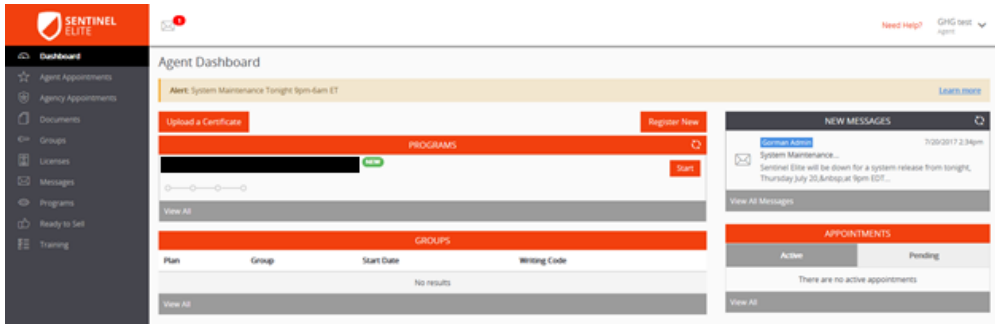 SENTINEL
ELITE
1
Need Help?
GHG test
Agent
Dashboard
Agent Appointments
Agency Appointments
Documents
Groups
Licenses
Messages
Programs
Ready to Sell
Training
Agent Dashboard
Alert: System Maintenance Tonight 9pm-6am ET
Learn more
Upload a Certificate
Register New
PROGRAMS
NEW
Start
View All
GROUPS
Plan Group Start Date Writing Code
No results
View All
NEW MESSAGES
Gorman Admin 7/20/2017 2:34pm
System Maintenance...
Sentinel Elite will be down for a system release from tonight,
Thursday July 20,&nbsp;at 9pm EDT...
View All Messages
APPOINTMENTS
Active Pending
There are no active appointments
View All